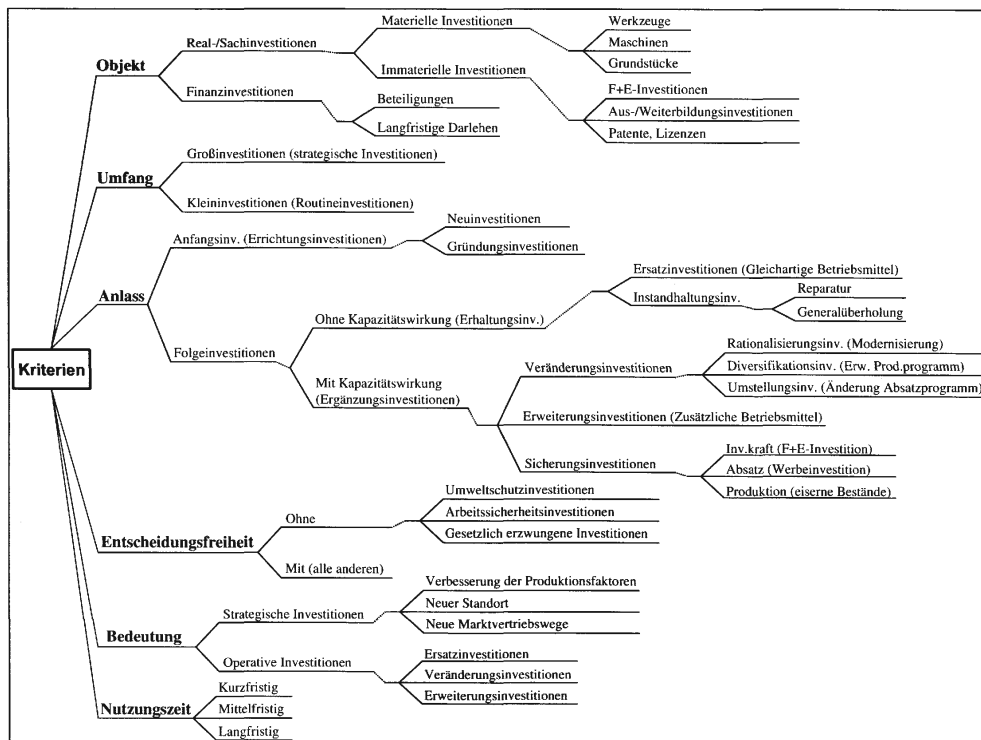 Kriterien
Objekt
Real-/Sachinvestitionen
Materielle Investitionen
Werkzeuge
Maschinen
Grundstücke
Immaterielle Investitionen
F+E-Investitionen
Aus-/Weiterbildungsinvestitionen
Patente, Lizenzen
Finanzinvestitionen
Beteiligungen
Langfristige Darlehen
Umfang
Großinvestitionen (strategische Investitionen)
Kleininvestitionen (Routineinvestitionen)
Anlass
Anfangsinv. (Errichtungsinvestitionen)
Neuinvestitionen
Gründungsinvestitionen
Folgeinvestitionen
Ohne Kapazitätswirkung (Erhaltungsinv.)
Ersatzinvestitionen (Gleichartige Betriebsmittel)
Instandhaltungsinv.
Reparatur
Generalüberholung
Mit Kapazitätswirkung
(Ergänzungsinvestitionen)
Veränderungsinvestitionen
Rationalisierungsinv. (Modernisierung)
Diversifikationsinv. (Erw. Prod.programm)
Umstellungsinv. (Änderung Absatzprogramm)
Erweiterungsinvestitionen (Zusätzliche Betriebsmittel)
Sicherungsinvestitionen
Inv.kraft (F+E-Investition)
Absatz (Werbeinvestition)
Produktion (eiserne Bestände)
Entscheidungsfreiheit
Ohne
Umweltschutzinvestitionen
Arbeitssicherheitsinvestitionen
Gesetzlich erzwungene Investitionen
Mit (alle anderen)
Bedeutung
Strategische Investitionen
Verbesserung der Produktionsfaktoren
Neuer Standort
Neue Marktvertriebswege
Operative Investitionen
Ersatzinvestitionen
Veränderungsinvestitionen
Erweiterungsinvestitionen
Nutzungszeit
Kurzfristig
Mittelfristig
Langfristig